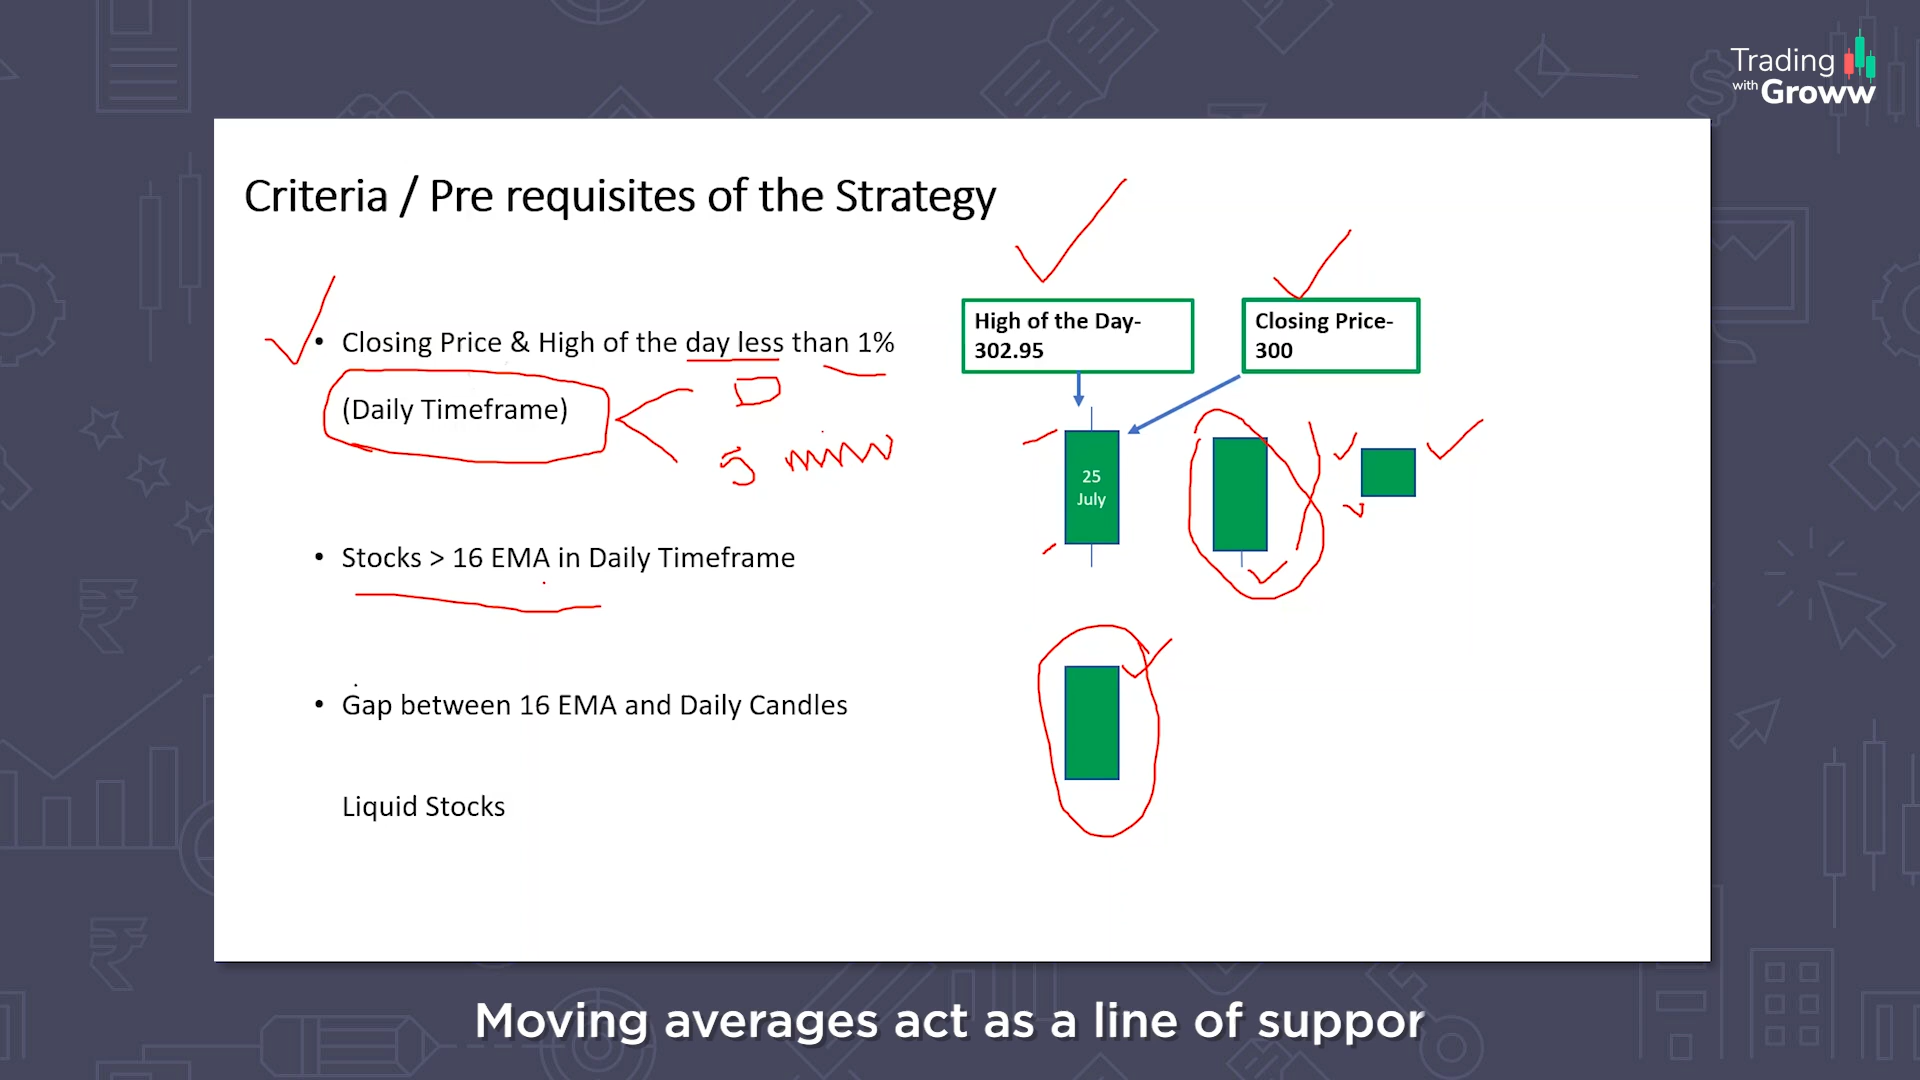 Trading
with Groww
Criteria / Pre requisites of the Strategy
• Closing Price & High of the day less than 1%
(Daily Timeframe)
D
5 min
• Stocks > 16 EMA in Daily Timeframe
• Gap between 16 EMA and Daily Candles
Liquid Stocks
High of the Day-
302.95
Closing Price-
300
25
July
Moving averages act as a line of suppor